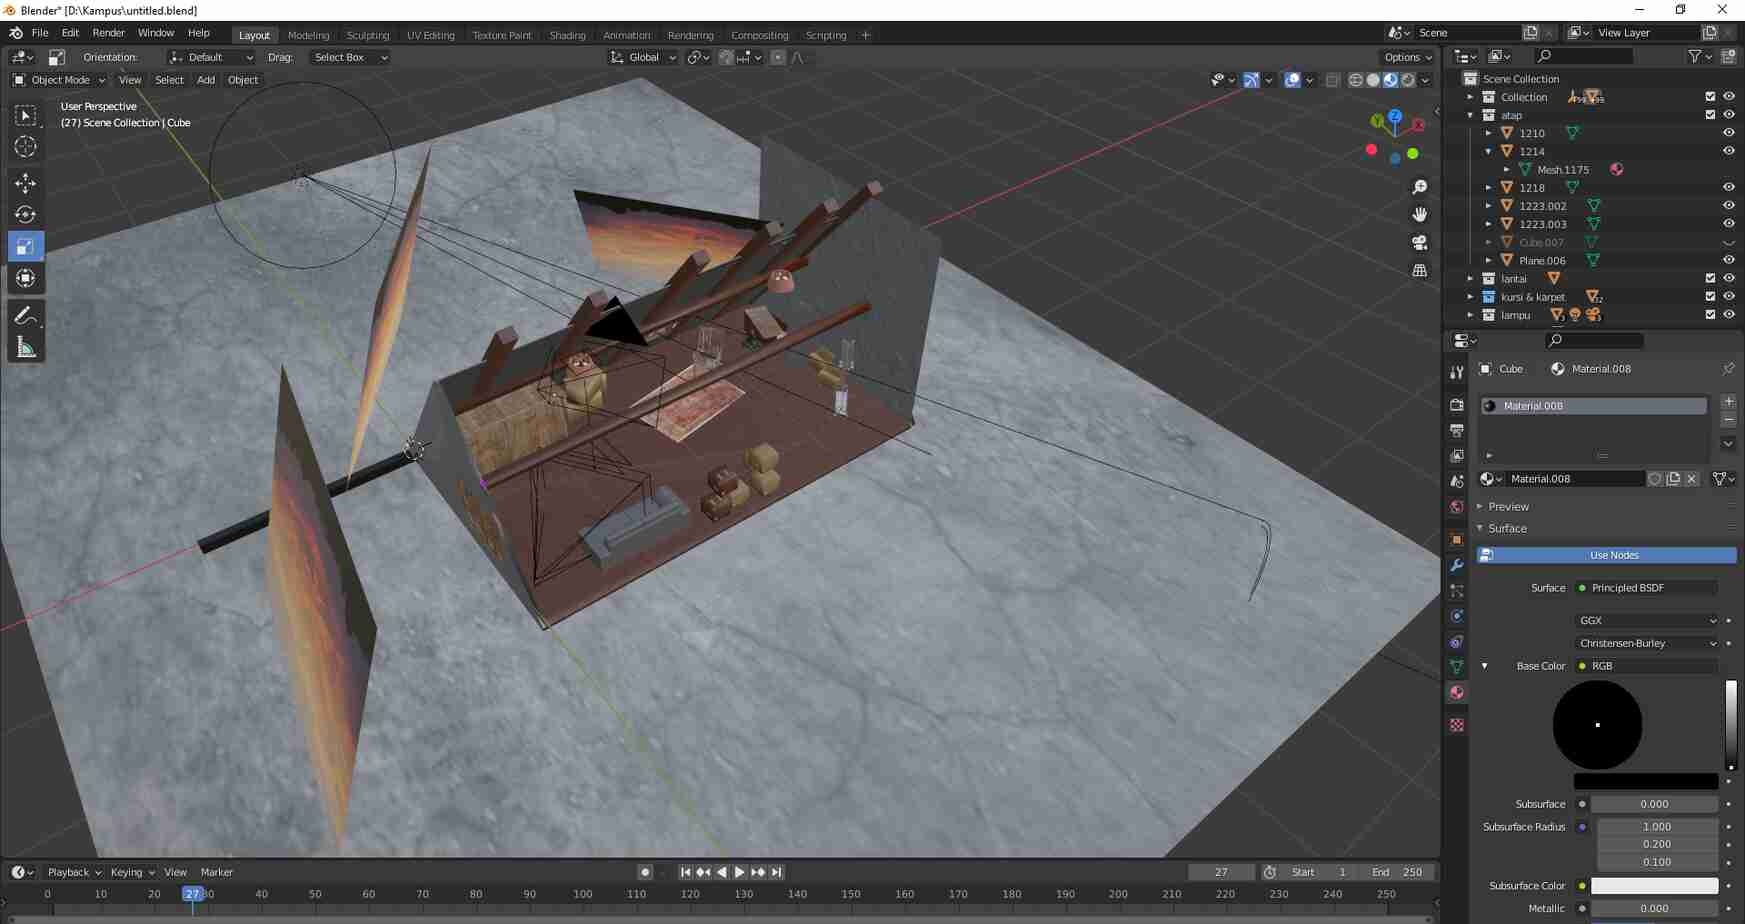 Blender* [D:\Kampus\untitled.blend]
File Edit Render Window Help Layout Modeling Sculpting UV Editing Texture Paint Shading Animation Rendering Compositing Scripting + Scene View Layer
Orientation: Default Drag: Select Box Global Options
Object Mode View Select Add Object
User Perspective
(27) Scene Collection | Cube
Scene Collection
Collection
atap
1210
1214
Mesh.1175
1218
1223.002
1223.003
Cube.007
Plane.006
lantai
kursi & karpet
lampu
Cube Material.008
Material.008
Material.008
Preview
Surface
Use Nodes
Surface Principled BSDF
GGX
Christensen-Burley
Base Color RGB
Subsurface 0.000
Subsurface Radius 1.000
0.200
0.100
Subsurface Color
Metallic 0.000
Playback Keying View Marker 27 Start 1 End 250
0 10 20 27 30 40 50 60 70 80 90 100 110 120 130 140 150 160 170 180 190 200 210 220 230 240 250